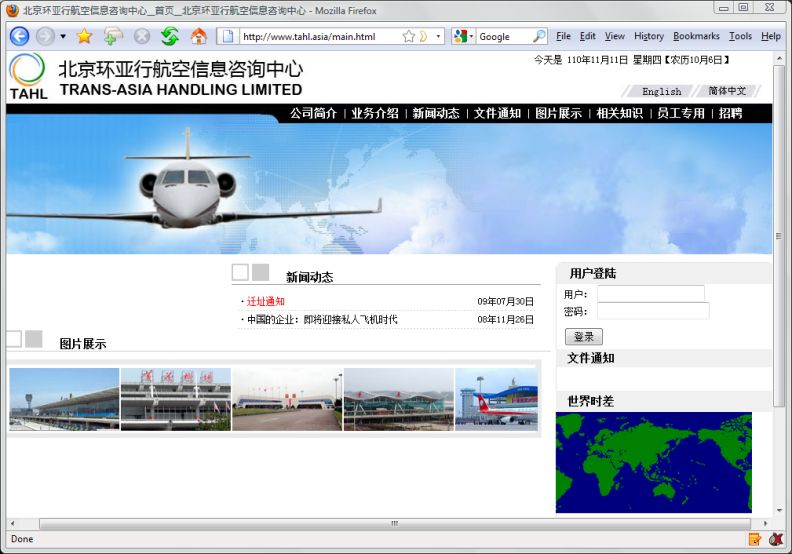 北京环亚行航空信息咨询中心__首页__北京环亚行航空信息咨询中心 - Mozilla Firefox
http://www.tahl.asia/main.html
Google
File Edit View History Bookmarks Tools Help
今天是 110年11月11日 星期四【农历10月6日】
北京环亚行航空信息咨询中心
TAHL TRANS-ASIA HANDLING LIMITED
English 简体中文
公司简介 | 业务介绍 | 新闻动态 | 文件通知 | 图片展示 | 相关知识 | 员工专用 | 招聘
新闻动态
· 迁址通知 09年07月30日
· 中国的企业：即将迎接私人飞机时代 08年11月26日
用户登陆
用户：
密码：
登录
文件通知
图片展示
世界时差
Done